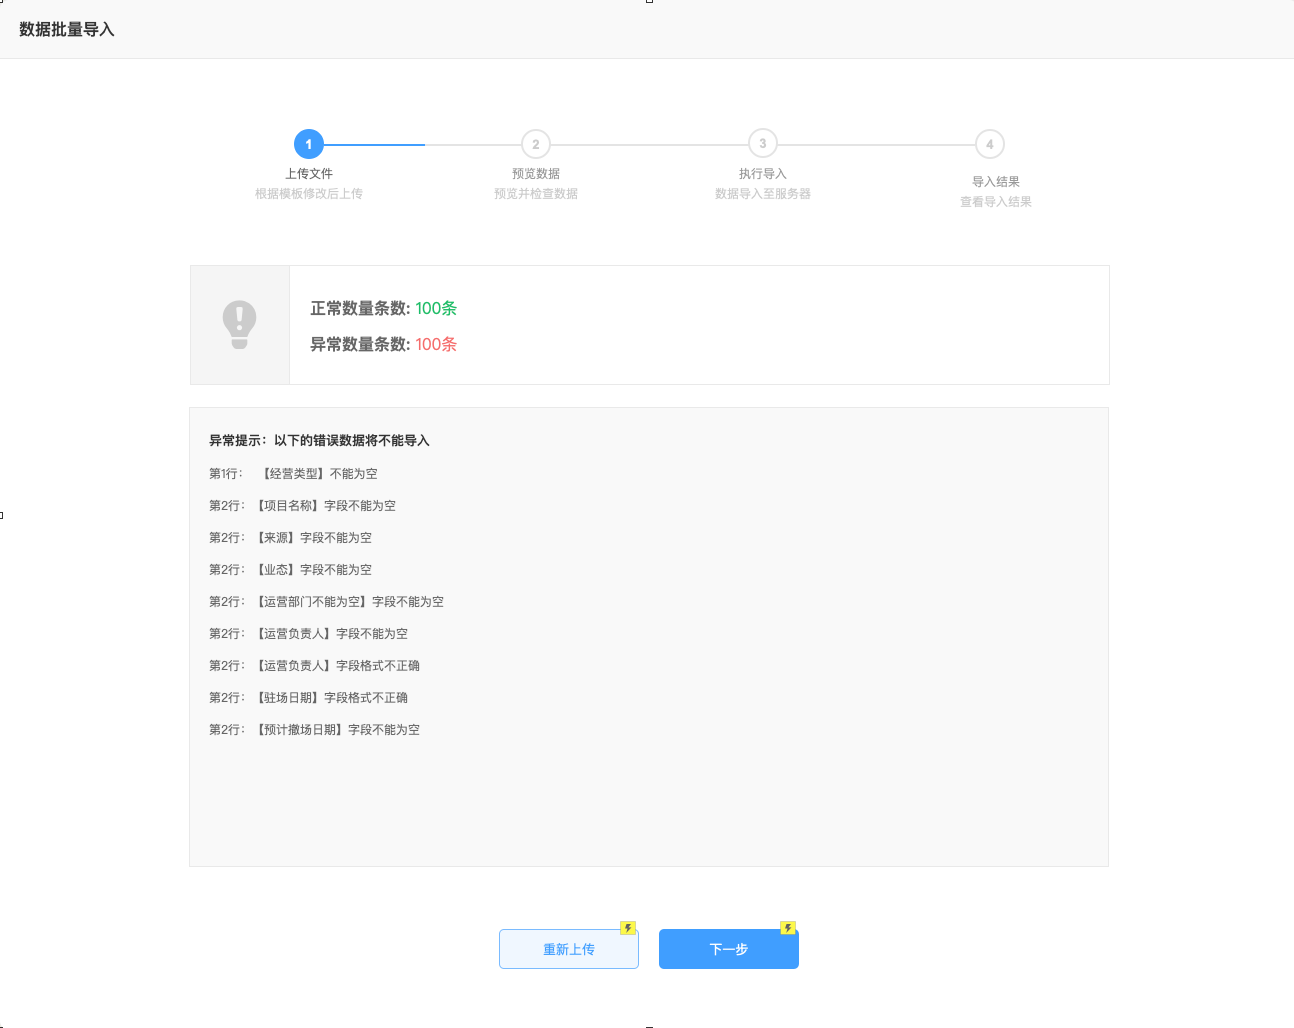 数据批量导入
1
2
3
4
上传文件
预览数据
执行导入
导入结果
根据模板修改后上传
预览并检查数据
数据导入至服务器
查看导入结果
正常数量条数: 100条
异常数量条数: 100条
异常提示：以下的错误数据将不能导入
第1行： 【经营类型】不能为空
第2行：【项目名称】字段不能为空
第2行：【来源】字段不能为空
第2行：【业态】字段不能为空
第2行：【运营部门不能为空】字段不能为空
第2行：【运营负责人】字段不能为空
第2行：【运营负责人】字段格式不正确
第2行：【驻场日期】字段格式不正确
第2行：【预计撤场日期】字段不能为空
重新上传
下一步